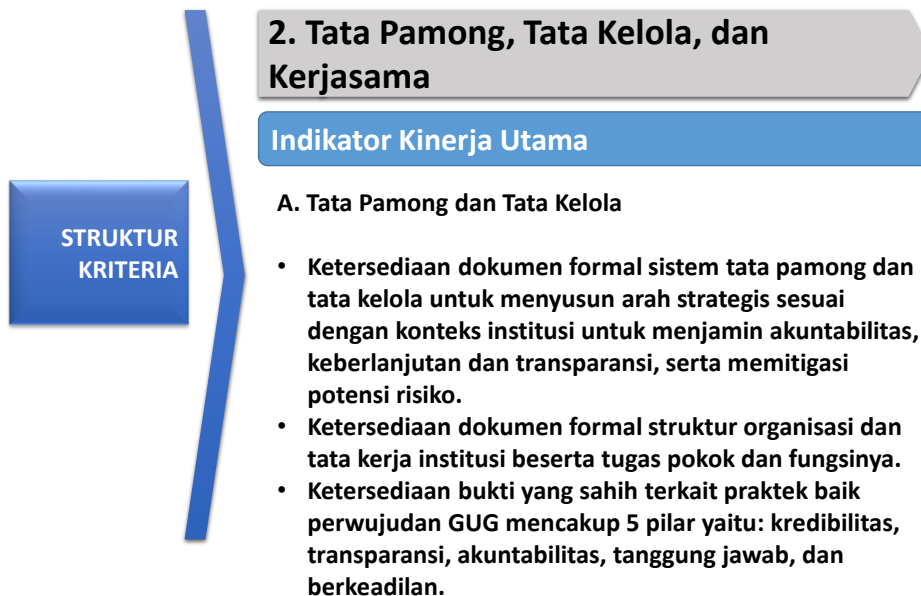 2. Tata Pamong, Tata Kelola, dan
Kerjasama
Indikator Kinerja Utama
STRUKTUR
KRITERIA
A. Tata Pamong dan Tata Kelola
• Ketersediaan dokumen formal sistem tata pamong dan
tata kelola untuk menyusun arah strategis sesuai
dengan konteks institusi untuk menjamin akuntabilitas,
keberlanjutan dan transparansi, serta memitigasi
potensi risiko.
• Ketersediaan dokumen formal struktur organisasi dan
tata kerja institusi beserta tugas pokok dan fungsinya.
• Ketersediaan bukti yang sahih terkait praktek baik
perwujudan GUG mencakup 5 pilar yaitu: kredibilitas,
transparansi, akuntabilitas, tanggung jawab, dan
berkeadilan.